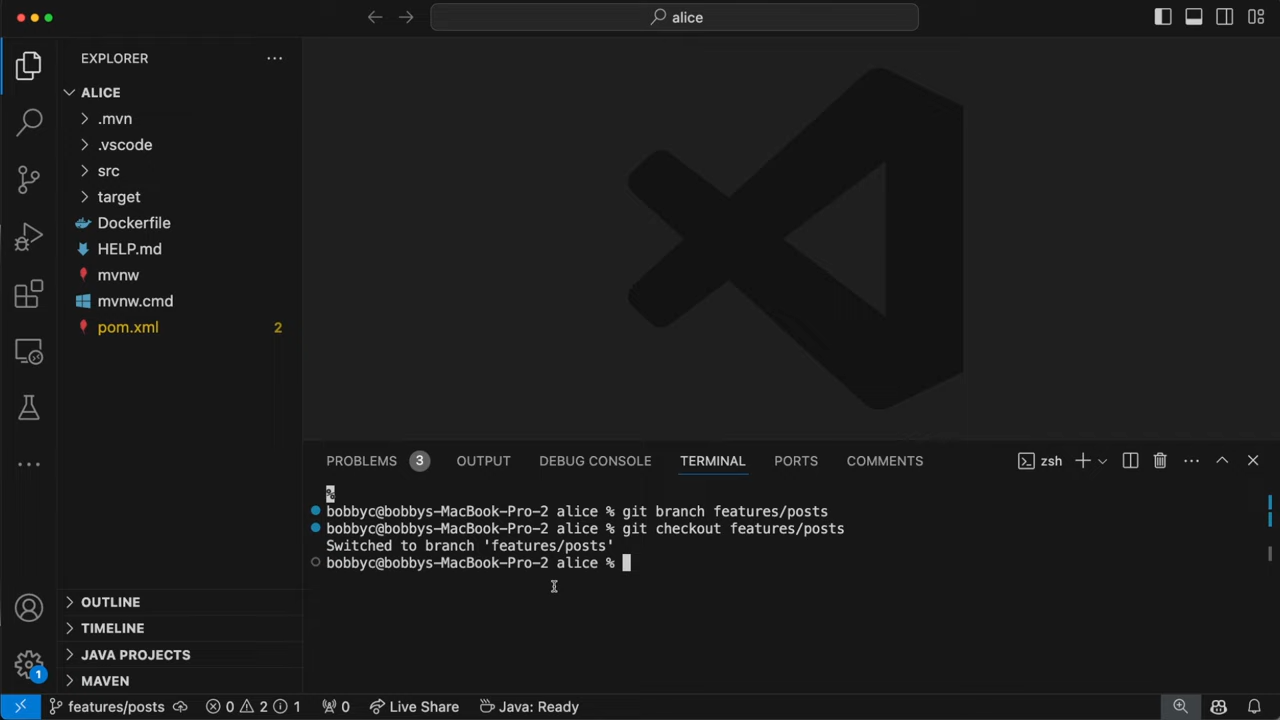 alice
EXPLORER
ALICE
.mvn
.vscode
src
target
Dockerfile
HELP.md
mvnw
mvnw.cmd
pom.xml 2
OUTLINE
TIMELINE
JAVA PROJECTS
MAVEN
1
PROBLEMS 3 OUTPUT DEBUG CONSOLE TERMINAL PORTS COMMENTS zsh
%
bobbyc@bobbys-MacBook-Pro-2 alice % git branch features/posts
bobbyc@bobbys-MacBook-Pro-2 alice % git checkout features/posts
Switched to branch 'features/posts'
bobbyc@bobbys-MacBook-Pro-2 alice %
features/posts 0 2 1 0 Live Share Java: Ready